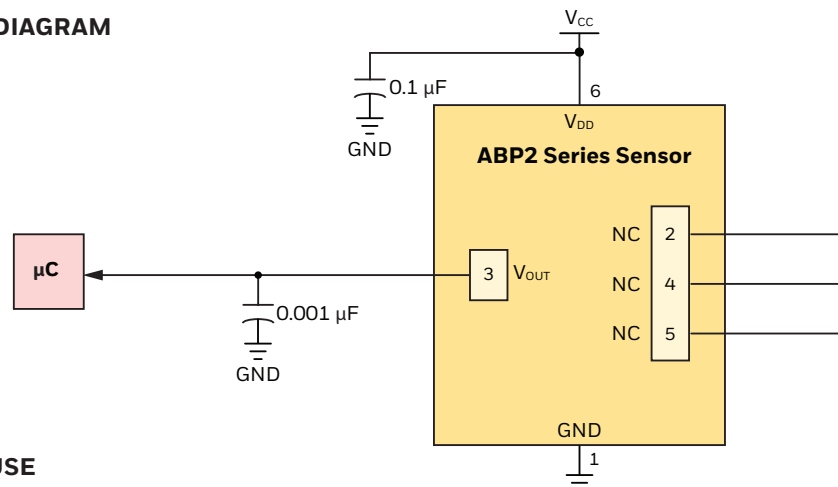 DIAGRAM
VCC
0.1 µF
GND
6
VDD
ABP2 Series Sensor
µC
3 VOUT
NC 2
NC 4
NC 5
0.001 µF
GND
GND
1
USE